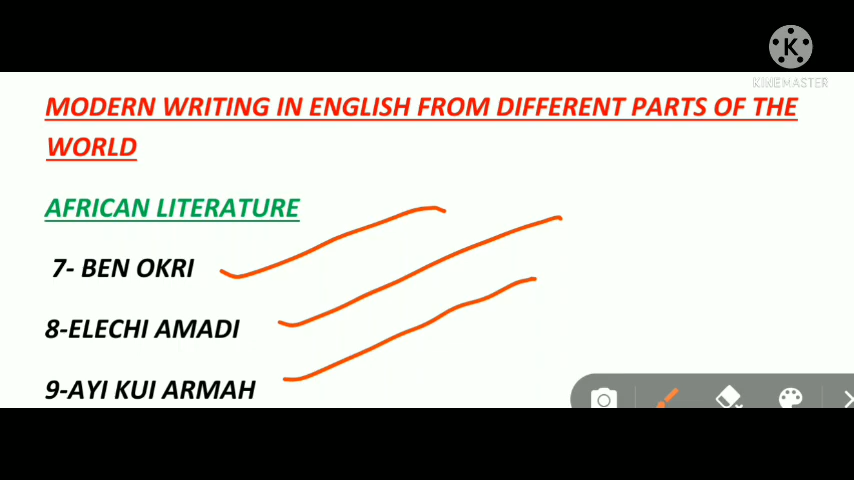 K
KINEMASTER
MODERN WRITING IN ENGLISH FROM DIFFERENT PARTS OF THE
WORLD
AFRICAN LITERATURE
7- BEN OKRI
8-ELECHI AMADI
9-AYI KUI ARMAH